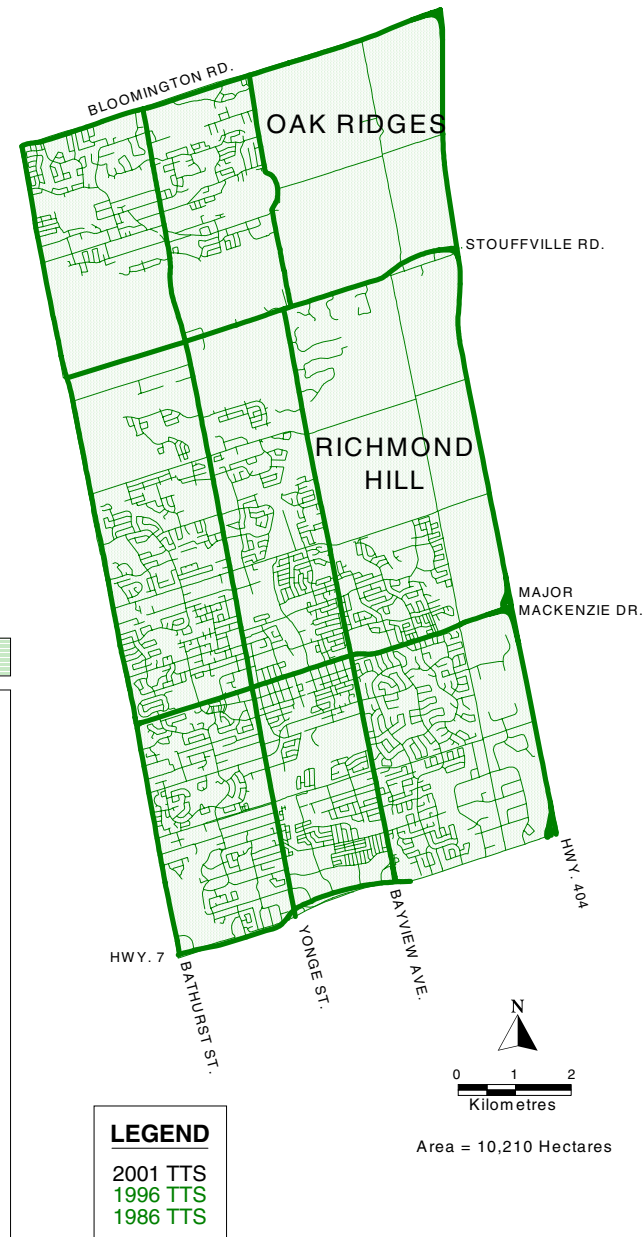 BLOOMINGTON RD.
OAK RIDGES
STOUFFVILLE RD.
RICHMOND
HILL
MAJOR
MACKENZIE DR.
HWY. 404
BAYVIEW AVE.
YONGE ST.
HWY. 7
BATHURST ST.
N
0 1 2
Kilometres
Area = 10,210 Hectares
LEGEND
2001 TTS
1996 TTS
1986 TTS